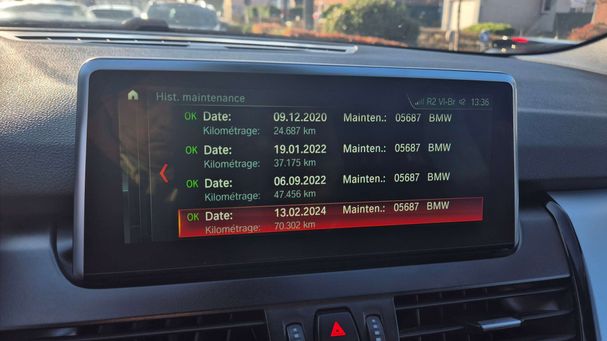 Hist. maintenance
R2 Vl-Br 13:36
OK Date: 09.12.2020 Mainten.: 05687 BMW
Kilométrage: 24.687 km
OK Date: 19.01.2022 Mainten.: 05687 BMW
Kilométrage: 37.175 km
OK Date: 06.09.2022 Mainten.: 05687 BMW
Kilométrage: 47.456 km
OK Date: 13.02.2024 Mainten.: 05687 BMW
Kilométrage: 70.302 km